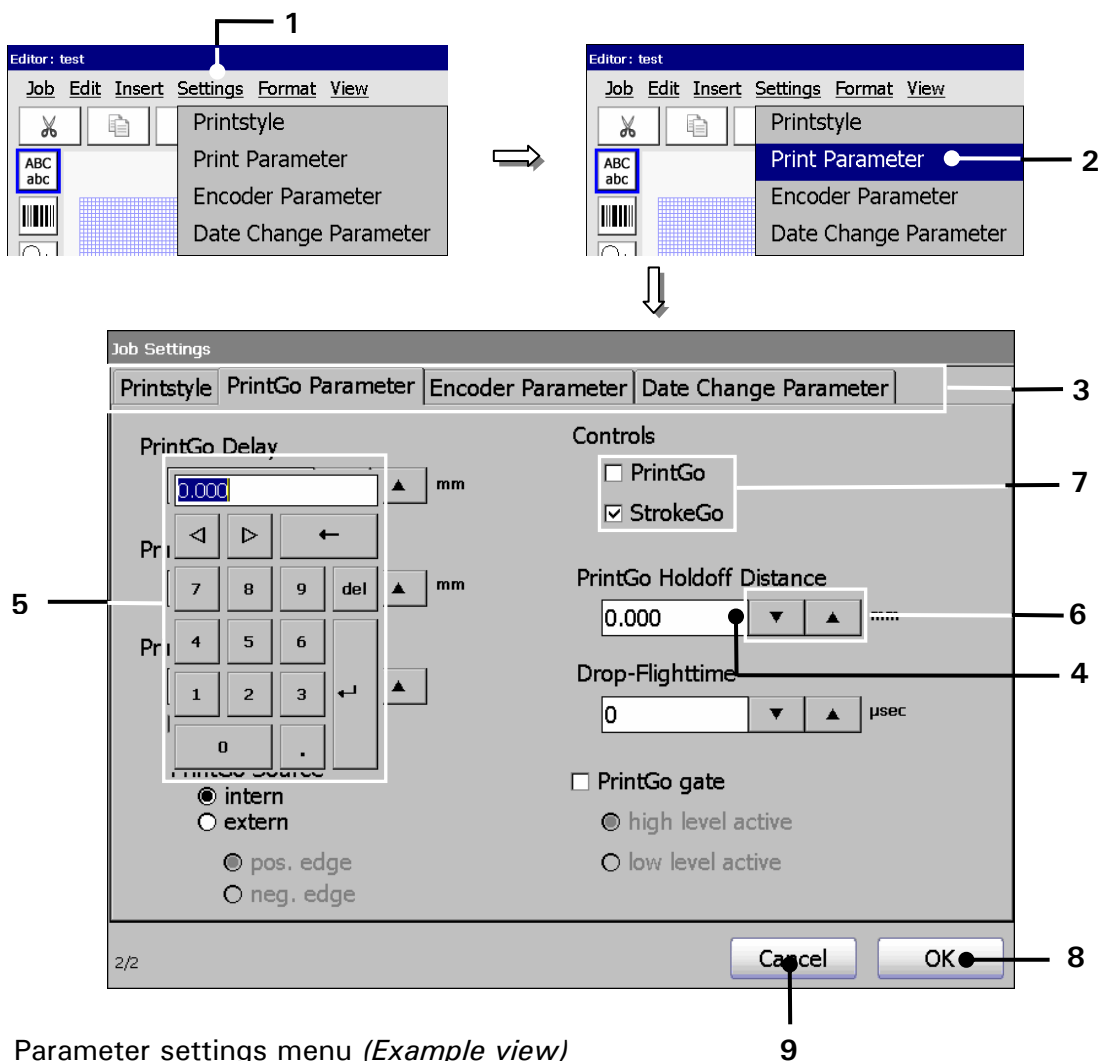 1
Editor: test
Job Edit Insert Settings Format View
Printstyle
Print Parameter
Encoder Parameter
Date Change Parameter
ABC
abc
Editor: test
Job Edit Insert Settings Format View
Printstyle
Print Parameter
Encoder Parameter
Date Change Parameter
ABC
abc
2
Job Settings
Printstyle PrintGo Parameter Encoder Parameter Date Change Parameter
3
PrintGo Delay
0.000
mm
7 8 9 del
mm
4 5 6
1 2 3
0 .
5
PrintGo Source
intern
extern
pos. edge
neg. edge
Controls
PrintGo
StrokeGo
7
PrintGo Holdoff Distance
0.000
mm
6
4
Drop-Flighttime
0
µsec
PrintGo gate
high level active
low level active
2/2
Cancel
OK
8
9
Parameter settings menu (Example view)